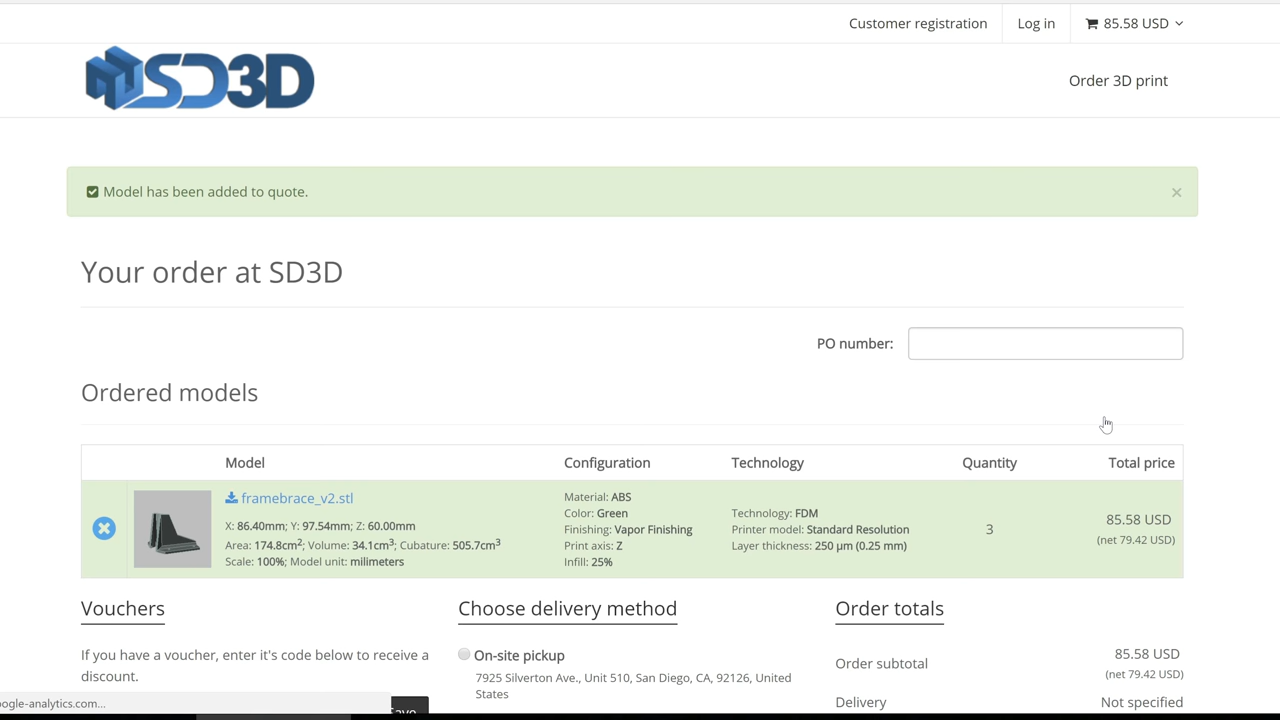 Customer registration
Log in
85.58 USD
SD3D
Order 3D print
Model has been added to quote.
×
Your order at SD3D
PO number:
Ordered models
Model
Configuration
Technology
Quantity
Total price
framebrace_v2.stl
X: 86.40mm; Y: 97.54mm; Z: 60.00mm
Area: 174.8cm²; Volume: 34.1cm³; Cubature: 505.7cm³
Scale: 100%; Model unit: milimeters
Material: ABS
Color: Green
Finishing: Vapor Finishing
Print axis: Z
Infill: 25%
Technology: FDM
Printer model: Standard Resolution
Layer thickness: 250 µm (0.25 mm)
3
85.58 USD
(net 79.42 USD)
Vouchers
If you have a voucher, enter it's code below to receive a
discount.
Choose delivery method
On-site pickup
7925 Silverton Ave., Unit 510, San Diego, CA, 92126, United
States
Order totals
Order subtotal
85.58 USD
(net 79.42 USD)
Delivery
Not specified
oogle-analytics.com...